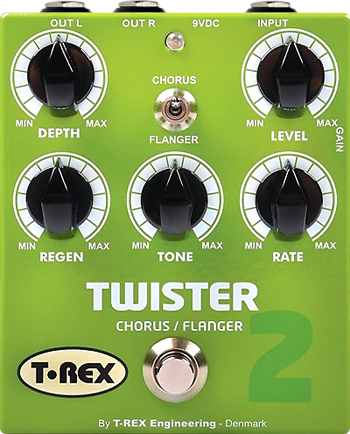 OUT L OUT R 9VDC INPUT
CHORUS
MIN MAX
DEPTH
FLANGER
MIN MAX
LEVEL
GAIN
MIN MAX
REGEN
MIN MAX
TONE
MIN MAX
RATE
TWISTER
CHORUS / FLANGER
2
T-REX
By T-REX Engineering - Denmark